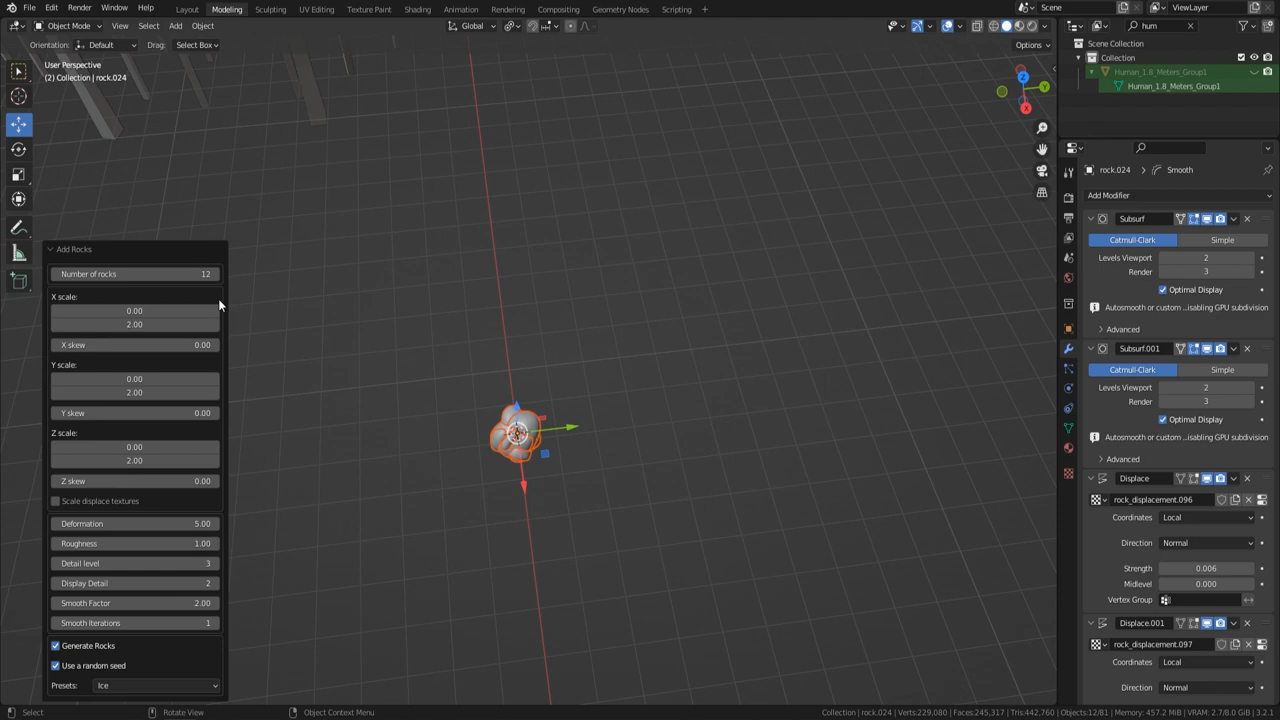 File Edit Render Window Help Layout Modeling Sculpting UV Editing Texture Paint Shading Animation Rendering Compositing Geometry Nodes Scripting + Scene ViewLayer
Object Mode View Select Add Object Global hum
Orientation: Default Drag: Select Box Options
Scene Collection
Collection
Human_1.8_Meters_Group1
Human_1.8_Meters_Group1
User Perspective
(2) Collection | rock.024
Z
Y
X
Add Rocks
Number of rocks 12
X scale:
0.00
2.00
X skew 0.00
Y scale:
0.00
2.00
Y skew 0.00
Z scale:
0.00
2.00
Z skew 0.00
Scale displace textures
Deformation 5.00
Roughness 1.00
Detail level 3
Display Detail 2
Smooth Factor 2.00
Smooth Iterations 1
Generate Rocks
Use a random seed
Presets: Ice
rock.024 > Smooth
Add Modifier
Subsurf
Catmull-Clark Simple
Levels Viewport 2
Render 3
Optimal Display
Autosmooth or custom ...isabling GPU subdivision
Advanced
Subsurf.001
Catmull-Clark Simple
Levels Viewport 2
Render 3
Optimal Display
Autosmooth or custom ...isabling GPU subdivision
Advanced
Displace
rock_displacement.096
Coordinates Local
Direction Normal
Strength 0.006
Midlevel 0.000
Vertex Group
Displace.001
rock_displacement.097
Coordinates Local
Direction Normal
Select Rotate View Object Context Menu Collection | rock.024 | Verts:229,080 | Faces:245,317 | Tris:442,760 | Objects:12/81 | Memory: 457.2 MiB | VRAM: 2.7/8.0 GiB | 3.2.1